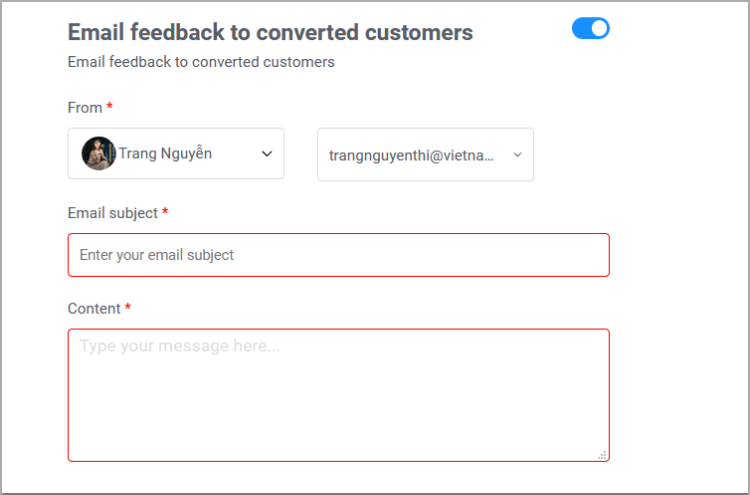 Email feedback to converted customers
Email feedback to converted customers
From *
Trang Nguyễn
trangnguyenthi@vietna...
Email subject *
Enter your email subject
Content *
Type your message here...